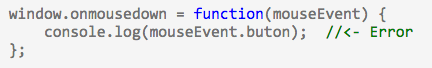 window.onmousedown = function(mouseEvent) {
    console.log(mouseEvent.buton);  //<- Error
};